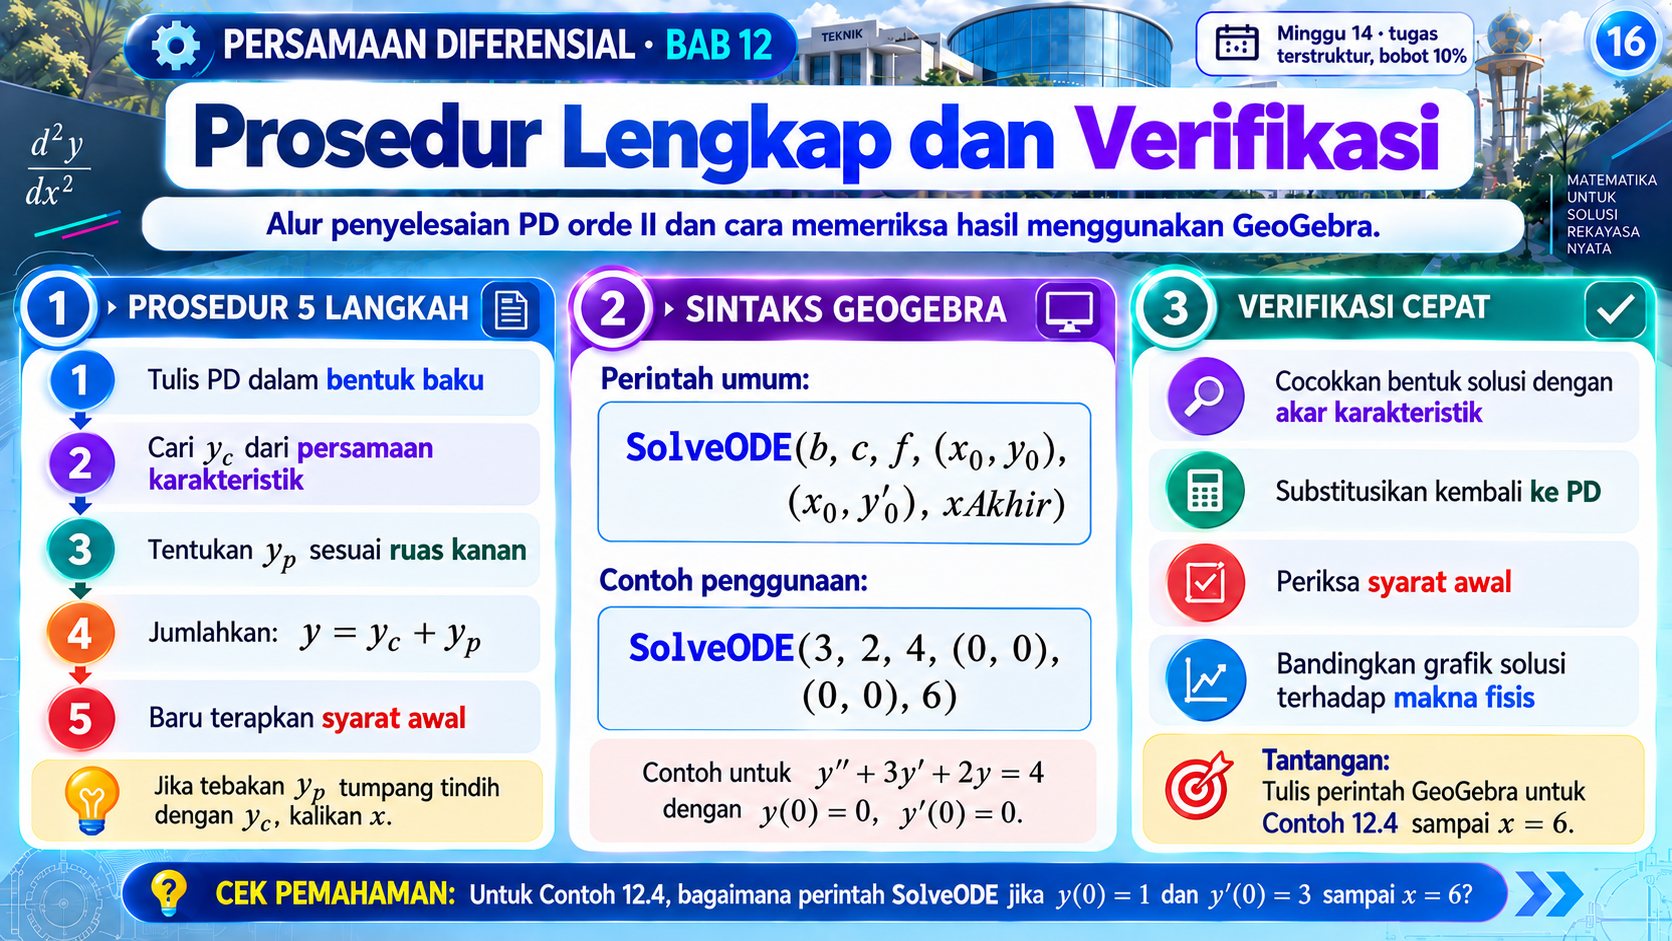 PERSAMAAN DIFERENSIAL · BAB 12
TEKNIK
Minggu 14 · tugas
terstruktur, bobot 10%
16
d²y
dx²
Prosedur Lengkap dan Verifikasi
MATEMATIKA
UNTUK
SOLUSI
REKAYASA
NYATA
Alur penyelesaian PD orde II dan cara memeriksa hasil menggunakan GeoGebra.
1 PROSEDUR 5 LANGKAH
1 Tulis PD dalam bentuk baku
2 Cari y_c dari persamaan
karakteristik
3 Tentukan y_p sesuai ruas kanan
4 Jumlahkan: y = y_c + y_p
5 Baru terapkan syarat awal
Jika tebakan y_p tumpang tindih
dengan y_c, kalikan x.
2 SINTAKS GEOGEBRA
Perintah umum:
SolveODE(b, c, f, (x₀, y₀),
(x₀, y′₀), xAkhir)
Contoh penggunaan:
SolveODE(3, 2, 4, (0, 0),
(0, 0), 6)
Contoh untuk y″ + 3y′ + 2y = 4
dengan y(0) = 0, y′(0) = 0.
3 VERIFIKASI CEPAT
Cocokkan bentuk solusi dengan
akar karakteristik
Substitusikan kembali ke PD
Periksa syarat awal
Bandingkan grafik solusi
terhadap makna fisis
Tantangan:
Tulis perintah GeoGebra untuk
Contoh 12.4 sampai x = 6.
CEK PEMAHAMAN: Untuk Contoh 12.4, bagaimana perintah SolveODE jika y(0) = 1 dan y′(0) = 3 sampai x = 6?